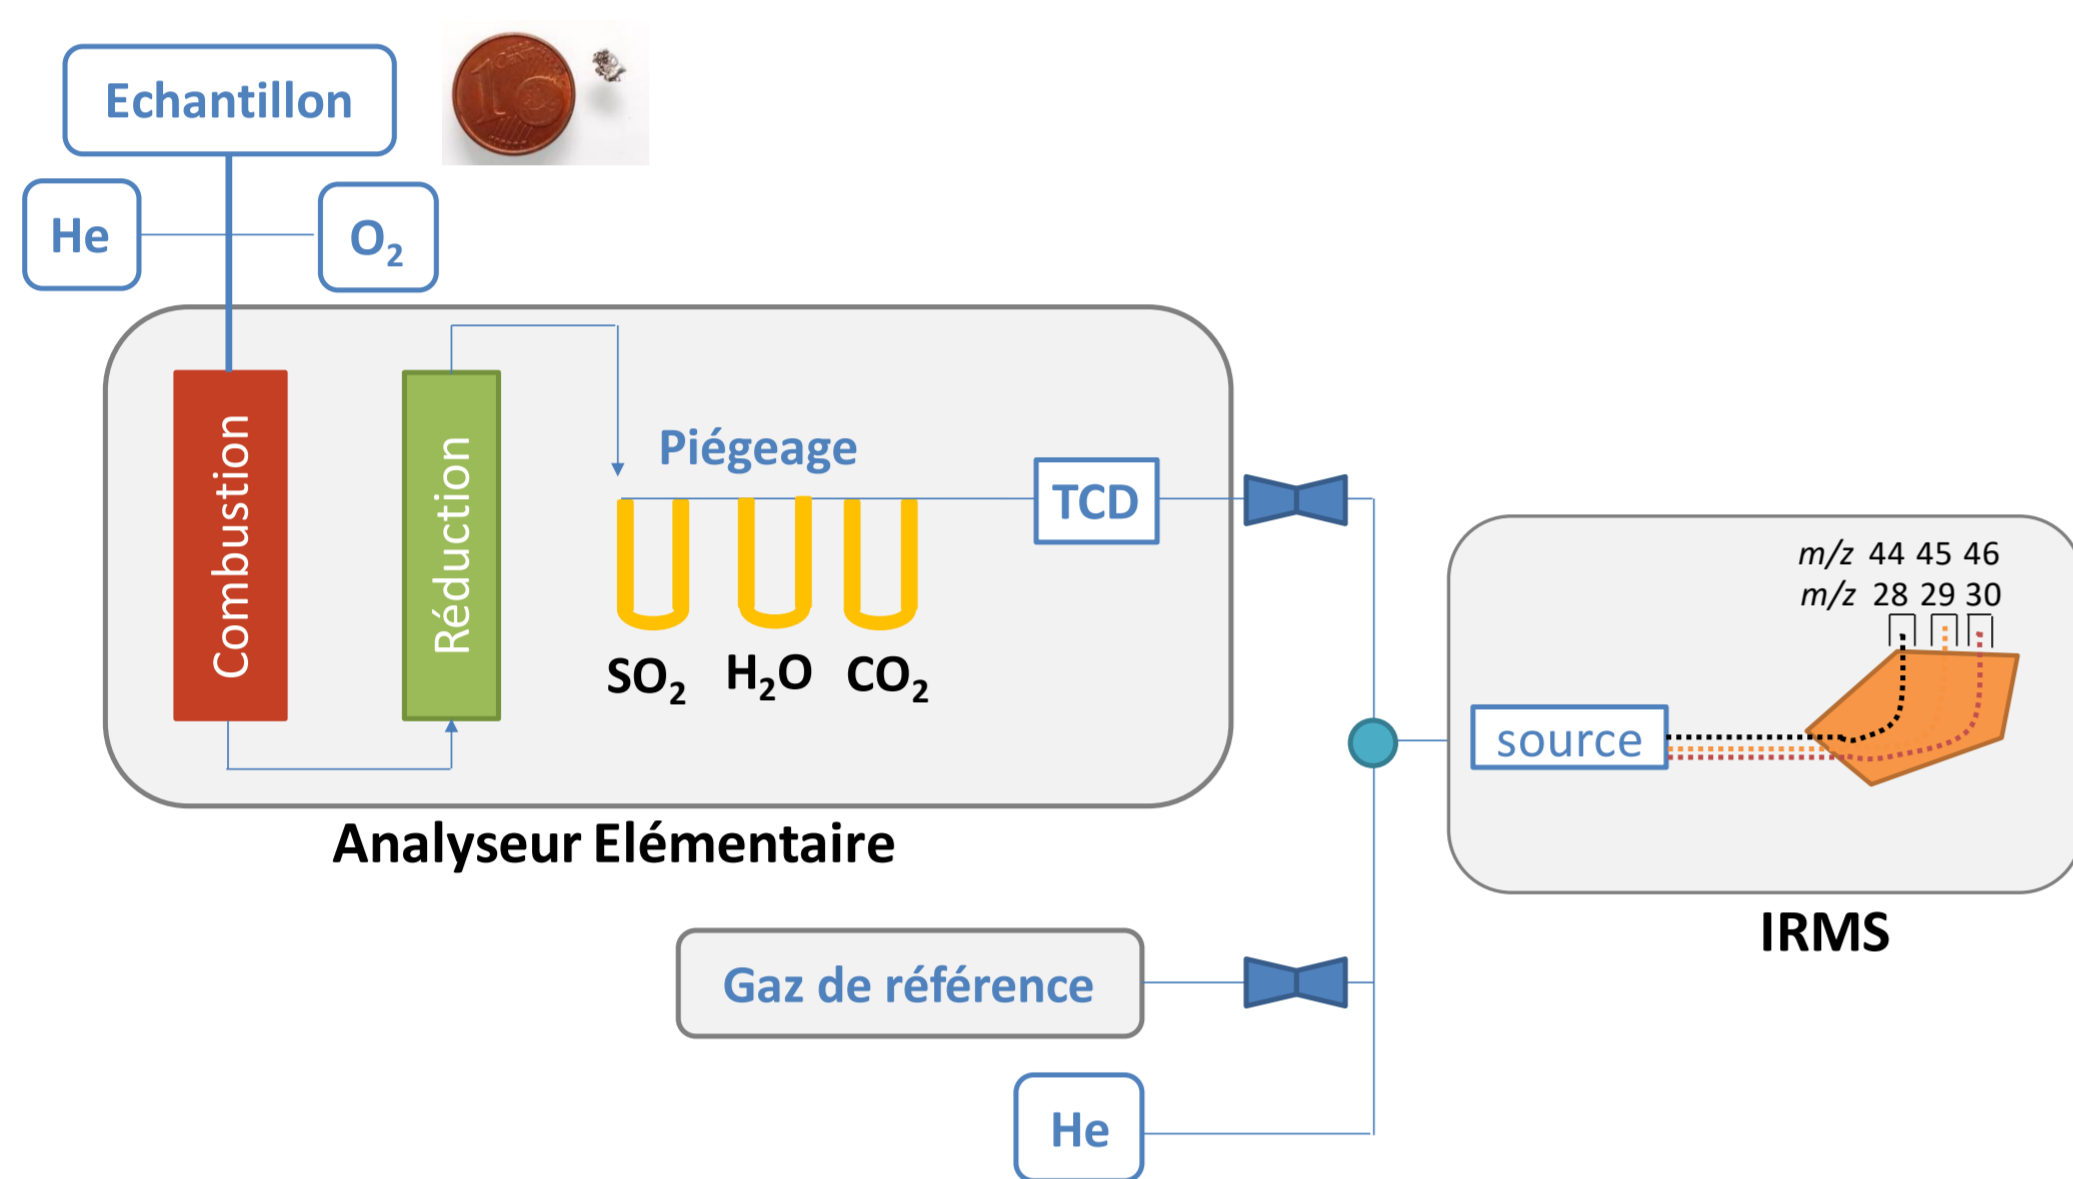 Echantillon
He
O₂
Combustion
Réduction
Piégeage
SO₂
H₂O
CO₂
TCD
Analyseur Elémentaire
m/z 44 45 46
m/z 28 29 30
source
IRMS
Gaz de référence
He